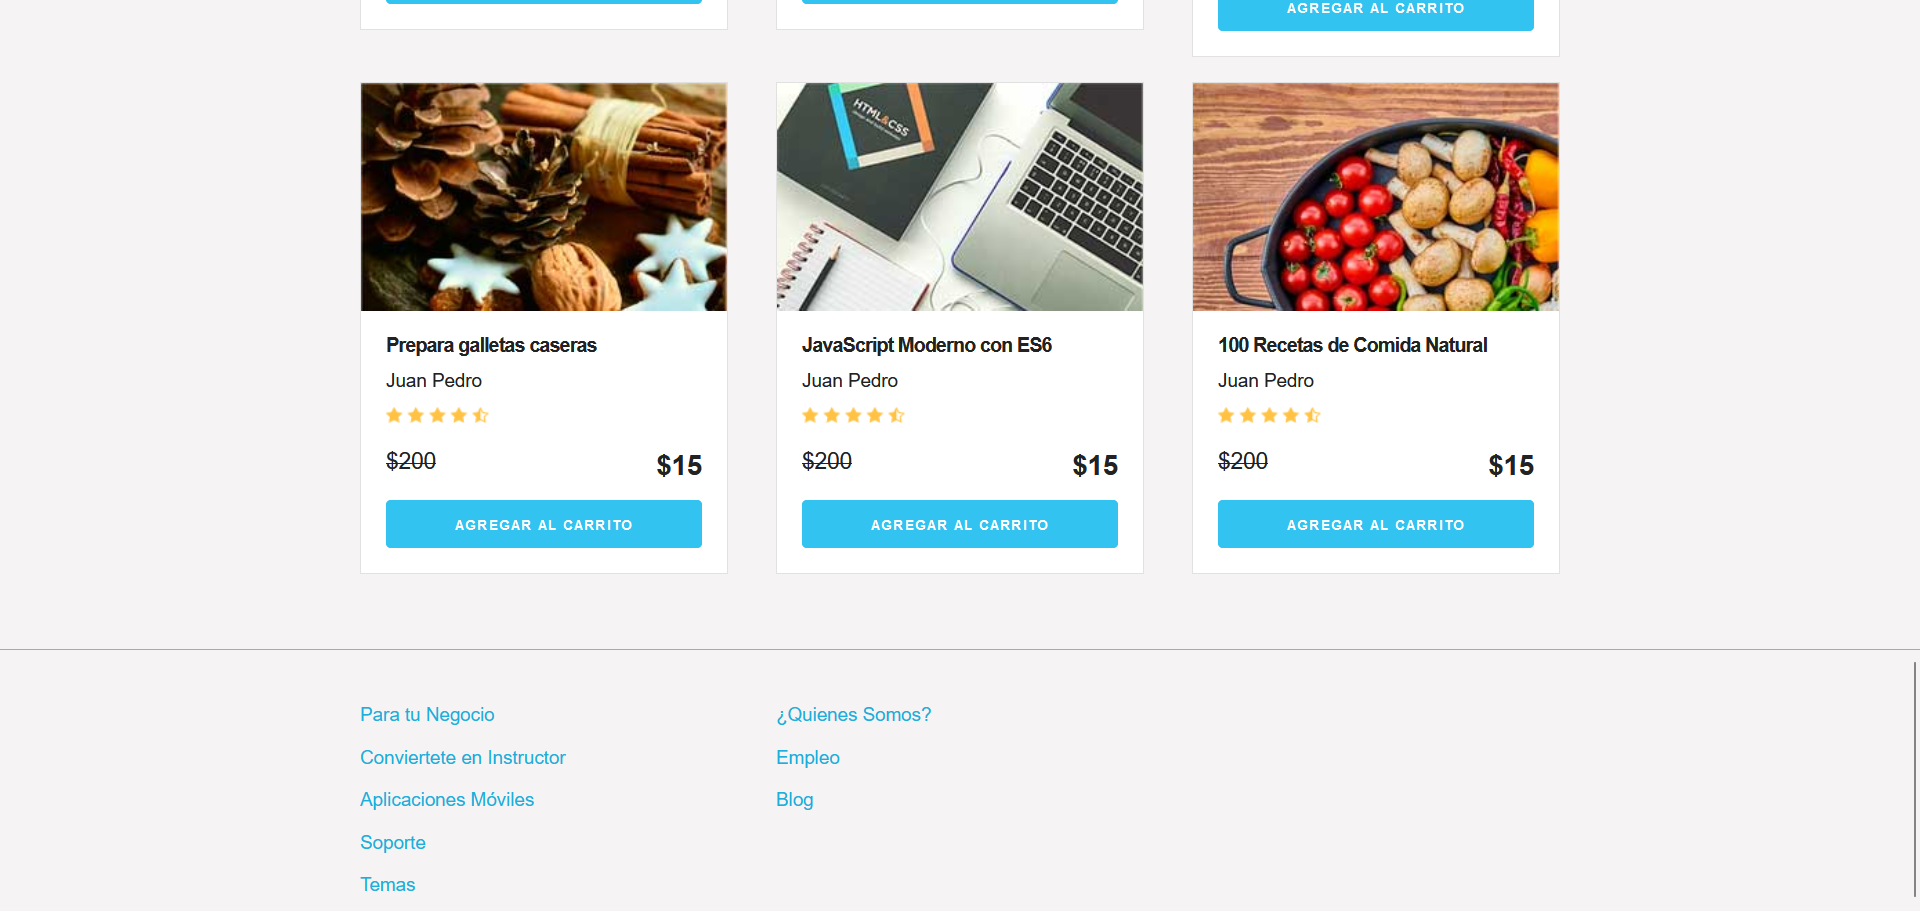 AGREGAR AL CARRITO
HTML&CSS
Prepara galletas caseras
Juan Pedro
$200
$15
AGREGAR AL CARRITO
JavaScript Moderno con ES6
Juan Pedro
$200
$15
AGREGAR AL CARRITO
100 Recetas de Comida Natural
Juan Pedro
$200
$15
AGREGAR AL CARRITO
Para tu Negocio
Conviertete en Instructor
Aplicaciones Móviles
Soporte
Temas
¿Quienes Somos?
Empleo
Blog